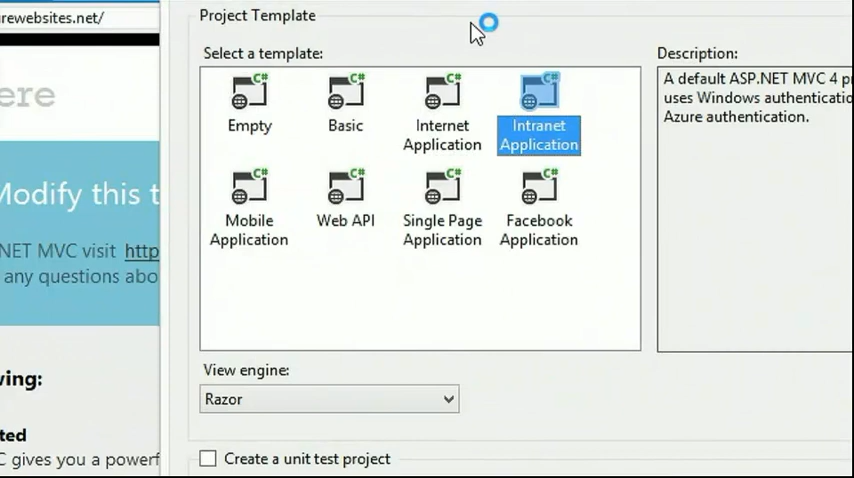 rewebsites.net/
ere
Modify this t
NET MVC visit http
any questions abo
wing:
ted
C gives you a powerf
Project Template
Select a template:
Description:
C# C# C# C#
Empty Basic Internet Application Intranet Application
C# C# C# C#
Mobile Application Web API Single Page Application Facebook Application
A default ASP.NET MVC 4 p
uses Windows authenticatio
Azure authentication.
View engine:
Razor
Create a unit test project